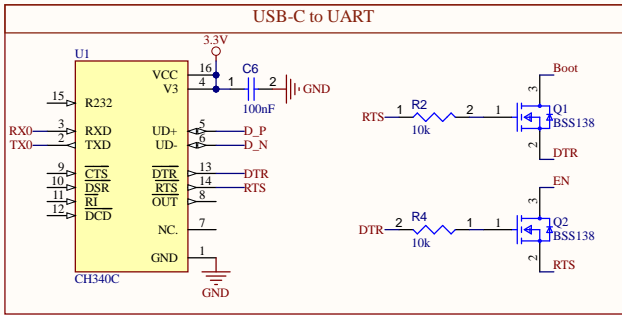 USB-C to UART
U1
3.3V
VCC 16
V3 4
C6
1 2
GND
100nF
15 R232
RX0 3 RXD
TX0 2 TXD
UD+ 5 D_P
UD- 6 D_N
9 CTS
10 DSR
11 RI
12 DCD
DTR 13 DTR
RTS 14 RTS
OUT 8
NC. 7
GND 1
GND
CH340C
Boot
3
RTS 1 R2 2 1
10k
Q1
BSS138
2
DTR
EN
3
DTR 2 R4 1 1
10k
Q2
BSS138
2
RTS